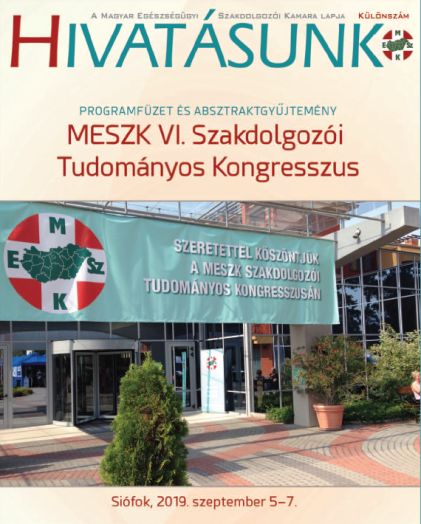 A Magyar Egészségügyi Szakdolgozói Kamara lapja Különszám
HIVATÁSUNK
M
E SZ
K
PROGRAMFÜZET ÉS ABSZTRAKTGYŰJTEMÉNY
MESZK VI. Szakdolgozói
Tudományos Kongresszus
M
E SZ
K
SZERETETTEL KÖSZÖNTJÜK
A MESZK SZAKDOLGOZÓI
TUDOMÁNYOS KONGRESSZUSÁN
Siófok, 2019. szeptember 5–7.